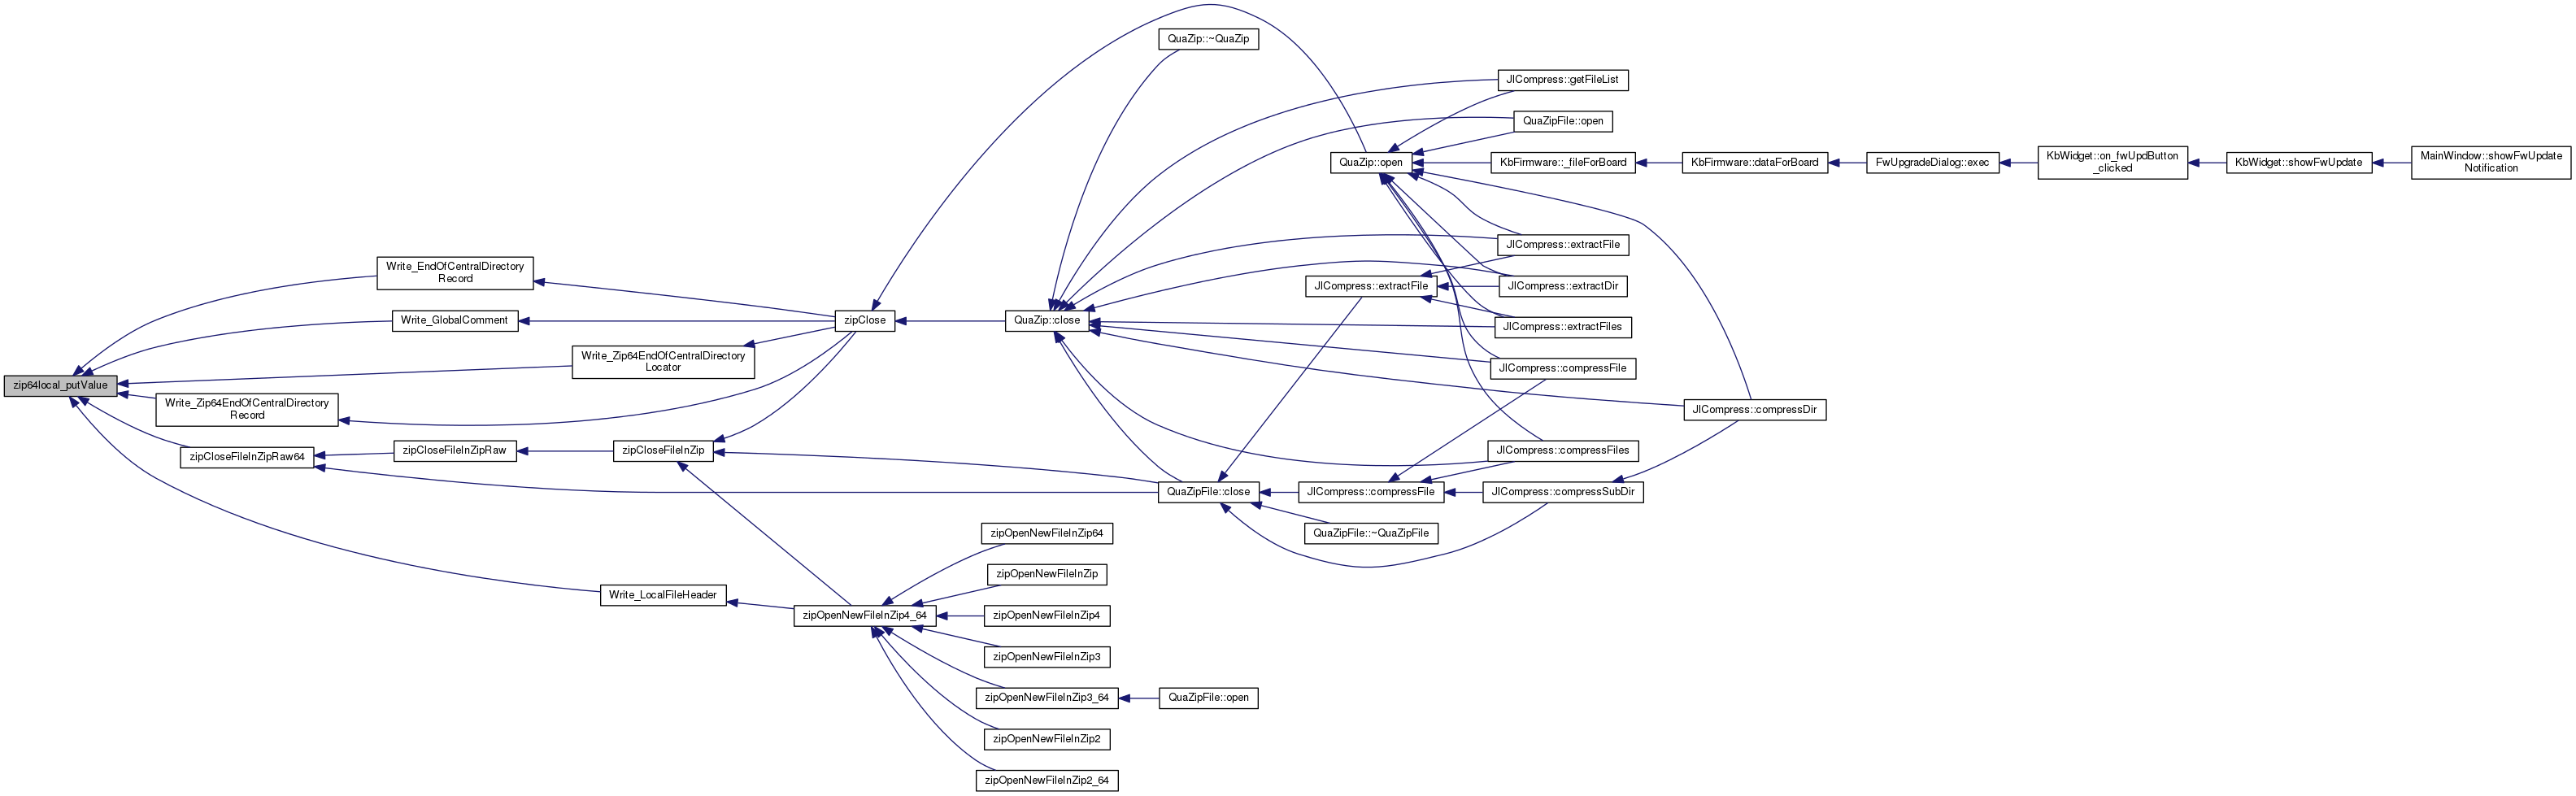 QuaZip::~QuaZip
JlCompress::getFileList
QuaZipFile::open
QuaZip::open
KbFirmware::_fileForBoard
KbFirmware::dataForBoard
FwUpgradeDialog::exec
KbWidget::on_fwUpdButton
_clicked
KbWidget::showFwUpdate
MainWindow::showFwUpdate
Notification
JlCompress::extractFile
Write_EndOfCentralDirectory
Record
JlCompress::extractFile
JlCompress::extractDir
Write_GlobalComment
zipClose
QuaZip::close
JlCompress::extractFiles
Write_Zip64EndOfCentralDirectory
Locator
JlCompress::compressFile
zip64local_putValue
Write_Zip64EndOfCentralDirectory
Record
JlCompress::compressDir
zipCloseFileInZipRaw64
zipCloseFileInZipRaw
zipCloseFileInZip
JlCompress::compressFiles
QuaZipFile::close
JlCompress::compressFile
JlCompress::compressSubDir
zipOpenNewFileInZip64
QuaZipFile::~QuaZipFile
zipOpenNewFileInZip
Write_LocalFileHeader
zipOpenNewFileInZip4_64
zipOpenNewFileInZip4
zipOpenNewFileInZip3
zipOpenNewFileInZip3_64
QuaZipFile::open
zipOpenNewFileInZip2
zipOpenNewFileInZip2_64